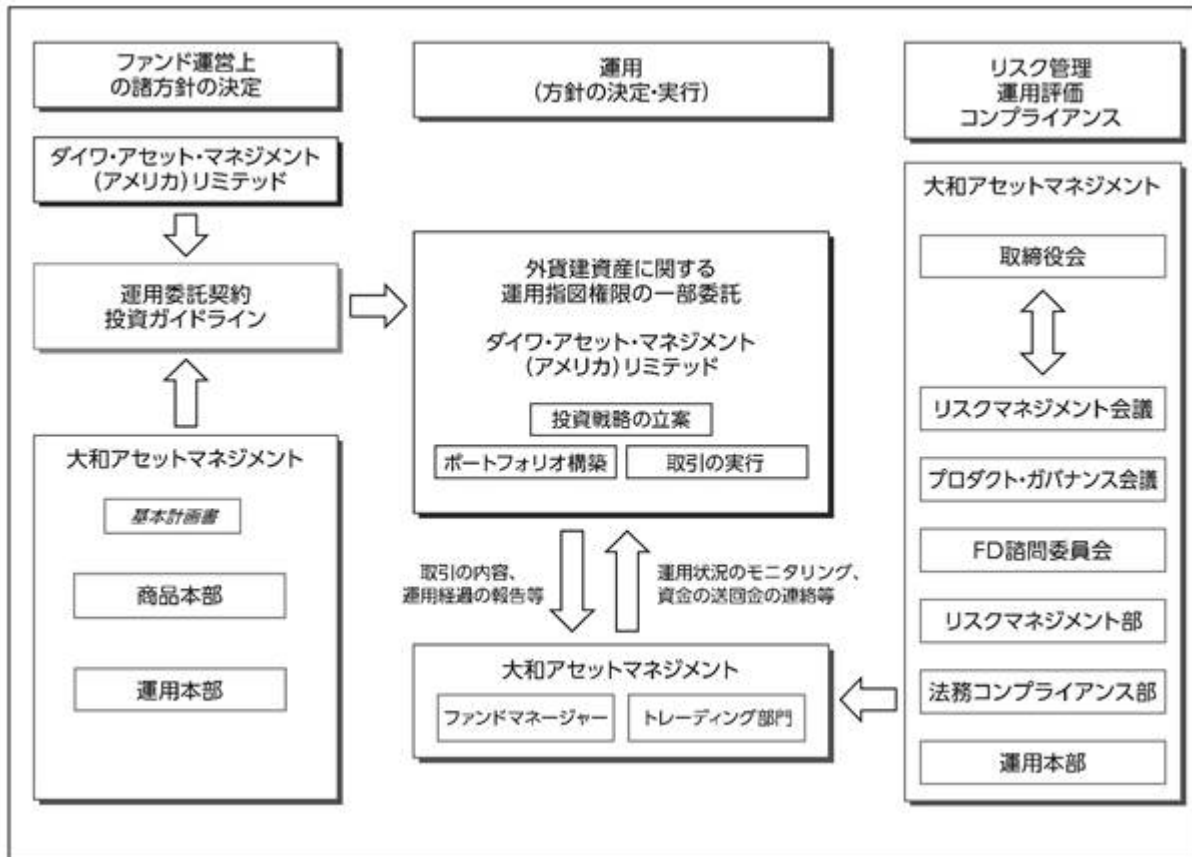 ファンド運営上
の諸方針の決定
ダイワ・アセット・マネジメント
(アメリカ)リミテッド
運用委託契約
投資ガイドライン
大和アセットマネジメント
基本計画書
商品本部
運用本部
運用
(方針の決定・実行)
外貨建資産に関する
運用指図権限の一部委託
ダイワ・アセット・マネジメント
(アメリカ)リミテッド
投資戦略の立案
ポートフォリオ構築
取引の実行
取引の内容、
運用経過の報告等
運用状況のモニタリング、
資金の送回金の連絡等
大和アセットマネジメント
ファンドマネージャー
トレーディング部門
リスク管理
運用評価
コンプライアンス
大和アセットマネジメント
取締役会
リスクマネジメント会議
プロダクト・ガバナンス会議
FD諮問委員会
リスクマネジメント部
法務コンプライアンス部
運用本部